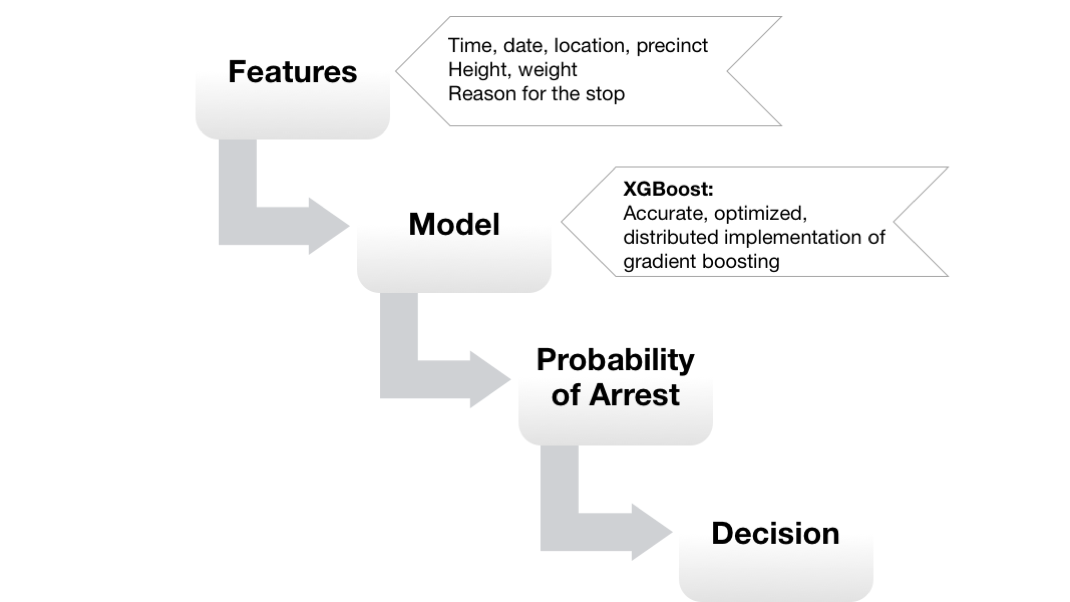 Features
Time, date, location, precinct
Height, weight
Reason for the stop
Model
XGBoost:
Accurate, optimized,
distributed implementation of
gradient boosting
Probability
of Arrest
Decision